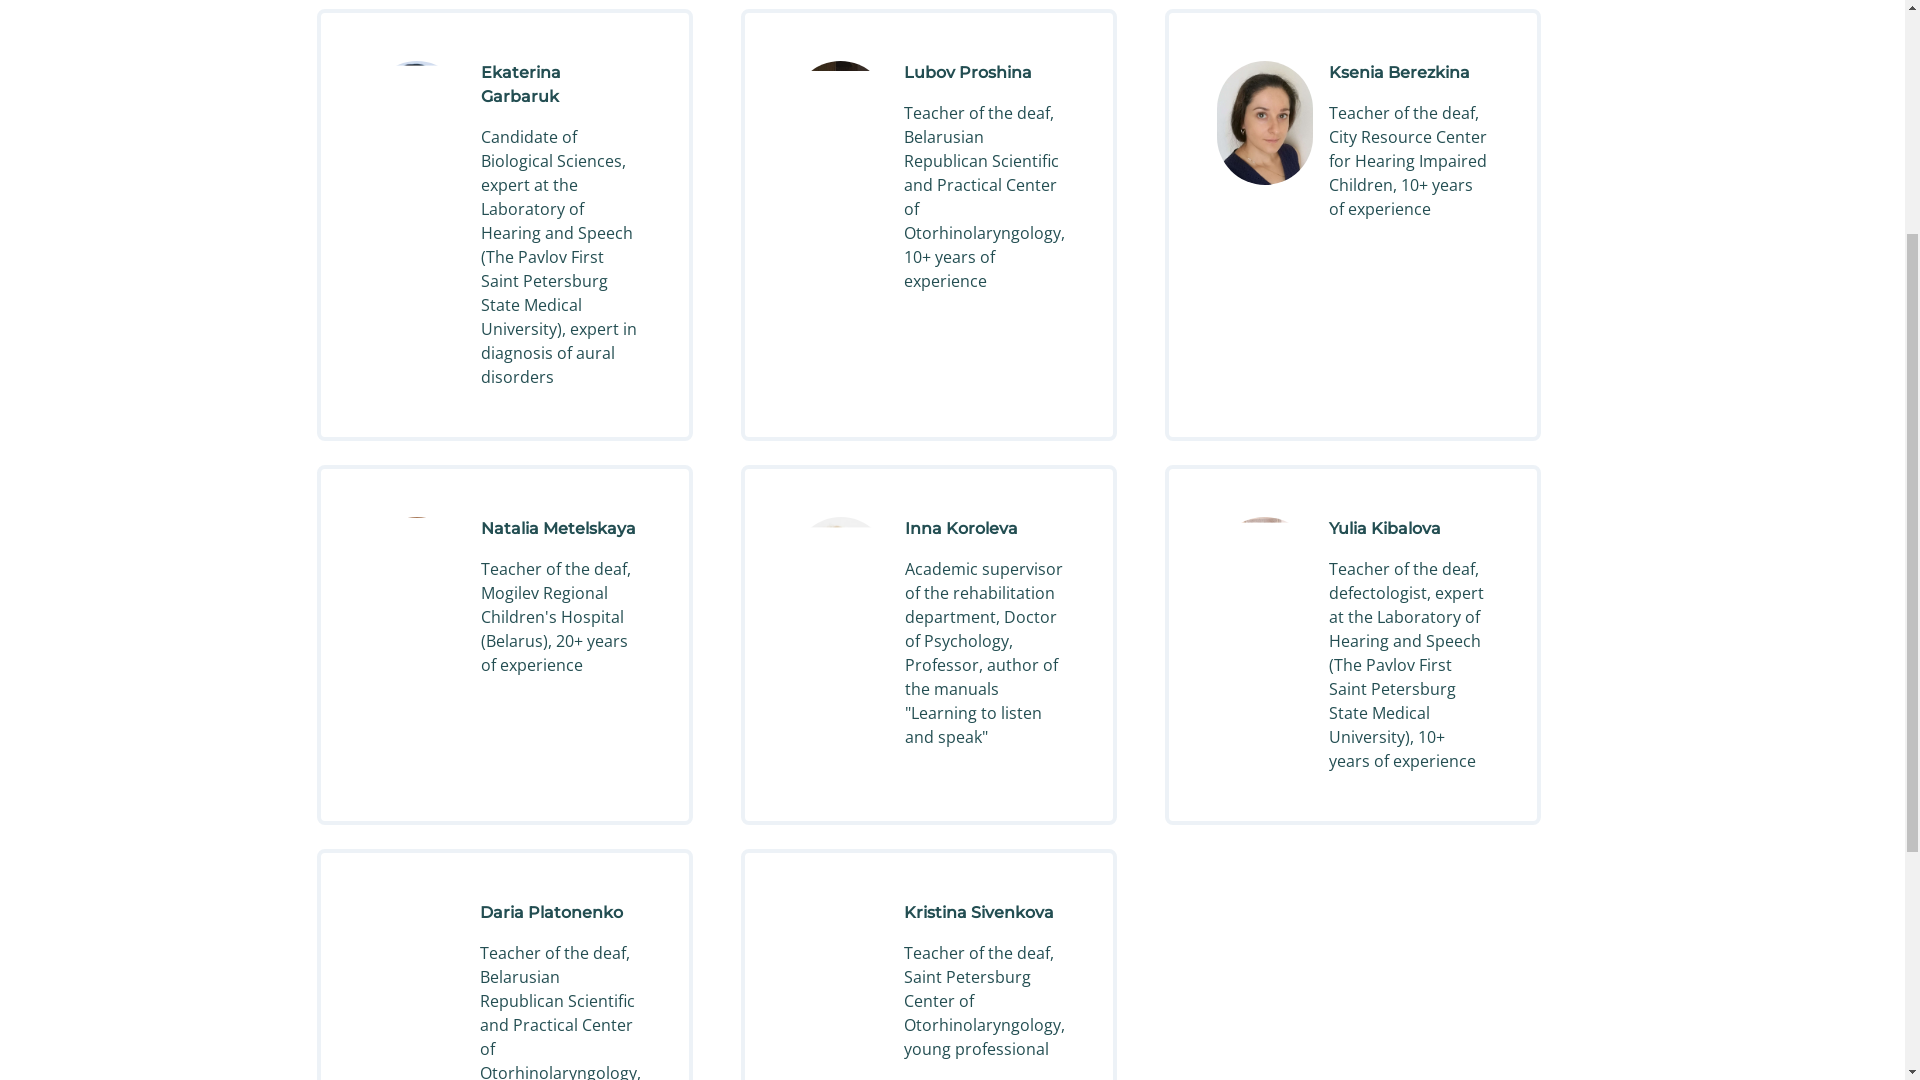 Ekaterina
Garbaruk
Candidate of
Biological Sciences,
expert at the
Laboratory of
Hearing and Speech
(The Pavlov First
Saint Petersburg
State Medical
University), expert in
diagnosis of aural
disorders
Lubov Proshina
Teacher of the deaf,
Belarusian
Republican Scientific
and Practical Center
of
Otorhinolaryngology,
10+ years of
experience
Ksenia Berezkina
Teacher of the deaf,
City Resource Center
for Hearing Impaired
Children, 10+ years
of experience
Natalia Metelskaya
Teacher of the deaf,
Mogilev Regional
Children's Hospital
(Belarus), 20+ years
of experience
Inna Koroleva
Academic supervisor
of the rehabilitation
department, Doctor
of Psychology,
Professor, author of
the manuals
"Learning to listen
and speak"
Yulia Kibalova
Teacher of the deaf,
defectologist, expert
at the Laboratory of
Hearing and Speech
(The Pavlov First
Saint Petersburg
State Medical
University), 10+
years of experience
Daria Platonenko
Teacher of the deaf,
Belarusian
Republican Scientific
and Practical Center
of
Otorhinolaryngology,
Kristina Sivenkova
Teacher of the deaf,
Saint Petersburg
Center of
Otorhinolaryngology,
young professional